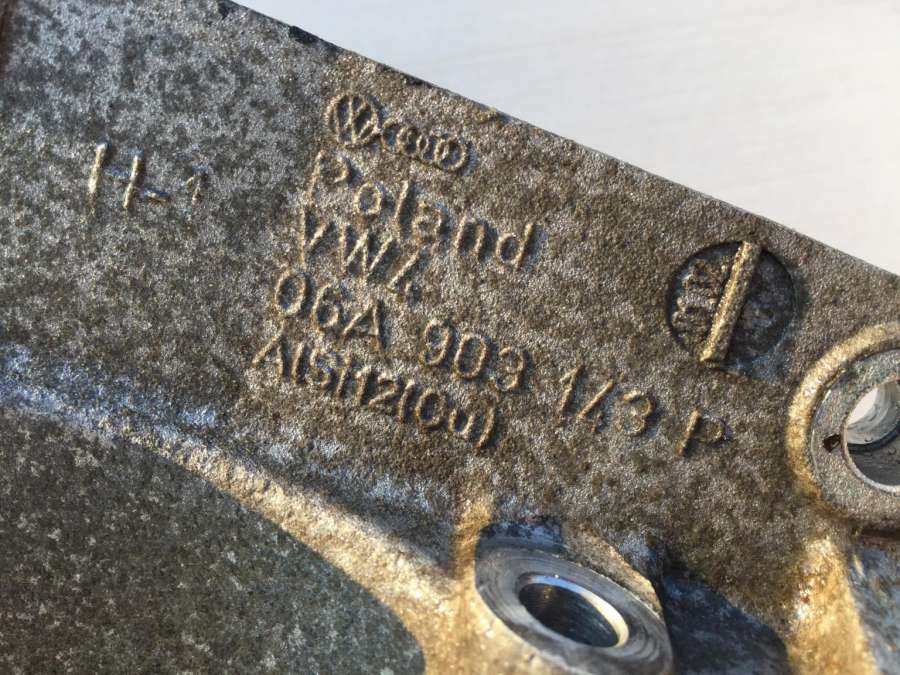 H-1
Poland
VW4
06A 903 143 P
AlSi12(Cu)